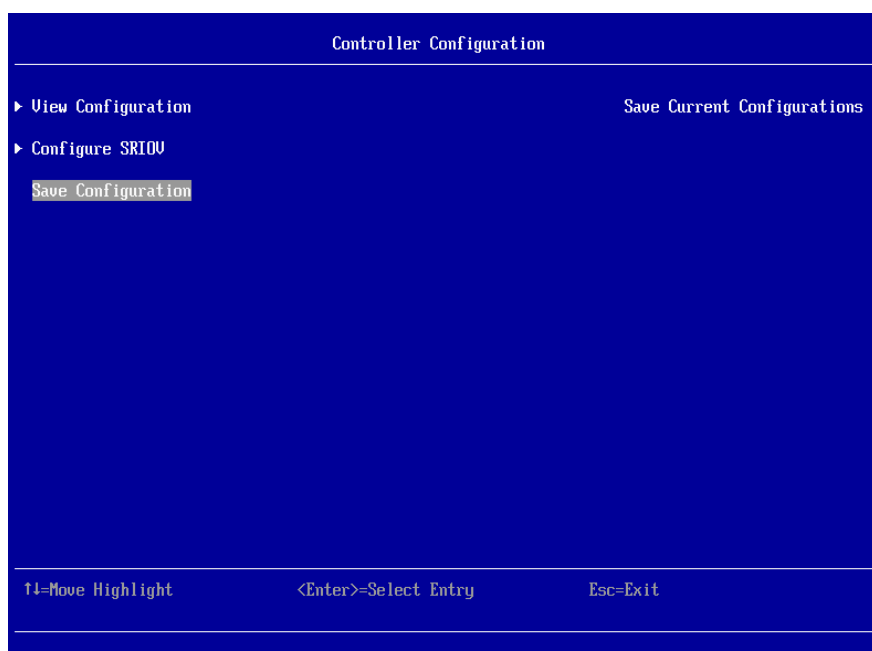 Controller Configuration
▶ View Configuration
Save Current Configurations
▶ Configure SRIOV
Save Configuration
↑↓=Move Highlight
<Enter>=Select Entry
Esc=Exit